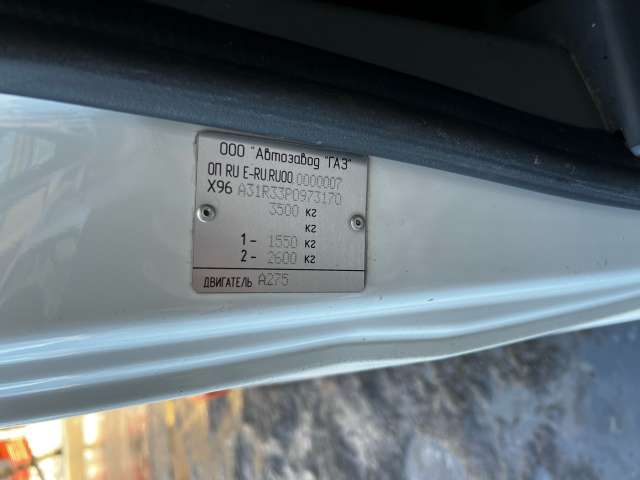 ООО "Автозавод "ГАЗ"
ОП RU E-RU.RU00 0000007
X96 A31R33P0973170
3500 кг
кг
1- 1550 кг
2- 2600 кг
ДВИГАТЕЛЬ A275